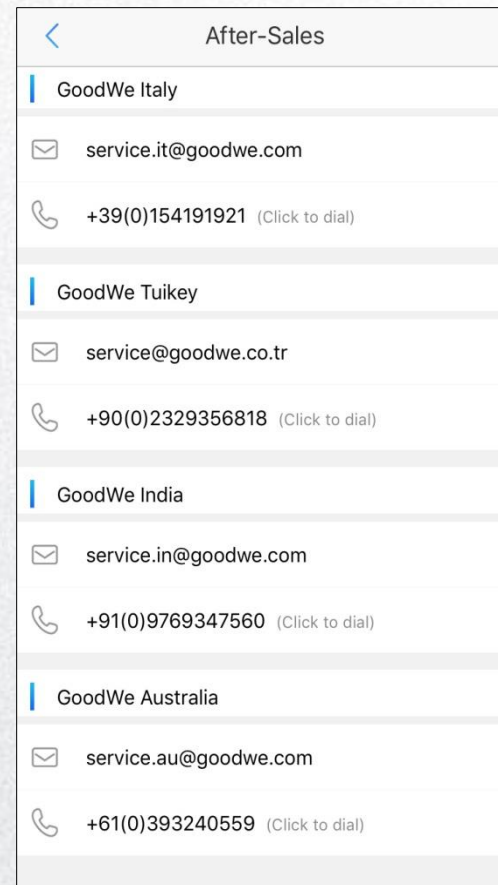 After-Sales
GoodWe Italy
service.it@goodwe.com
+39(0)154191921 (Click to dial)
GoodWe Tuikey
service@goodwe.co.tr
+90(0)2329356818 (Click to dial)
GoodWe India
service.in@goodwe.com
+91(0)9769347560 (Click to dial)
GoodWe Australia
service.au@goodwe.com
+61(0)393240559 (Click to dial)